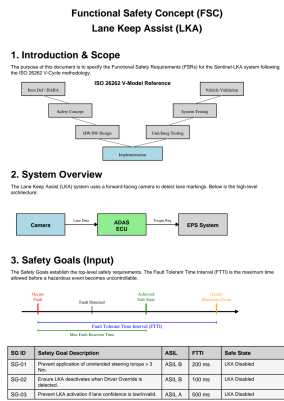 Functional Safety Concept (FSC)
Lane Keep Assist (LKA)
1. Introduction & Scope
The purpose of this document is to specify the Functional Safety Requirements (FSRs) for the Sentinel-LKA system following
the ISO 26262 V-Cycle methodology.
ISO 26262 V-Model Reference
Item Def / HARA
Vehicle Validation
Safety Concept
System Testing
HW/SW Design
Unit/Integ Testing
Implementation
2. System Overview
The Lane Keep Assist (LKA) system uses a forward-facing camera to detect lane markings. Below is the high-level
architecture:
Camera
Lane Data
ADAS
ECU
Torque Req
EPS System
3. Safety Goals (Input)
The Safety Goals establish the top-level safety requirements. The Fault Tolerant Time Interval (FTTI) is the maximum time
allowed before a hazardous event becomes uncontrollable.
Fault
Fault Detected
Achieved
Safe State
Hazardous Event
Fault Tolerant Time Interval (FTTI)
Max Fault Reaction Time
SG ID Safety Goal Description ASIL FTTI Safe State
SG-01 Prevent application of unintended steering torque > 3 Nm. ASIL B 200 ms LKA Disabled
SG-02 Ensure LKA deactivates when Driver Override is detected. ASIL B 100 ms LKA Disabled
SG-03 Prevent LKA activation if lane confidence is low/invalid. ASIL A 500 ms LKA Disabled